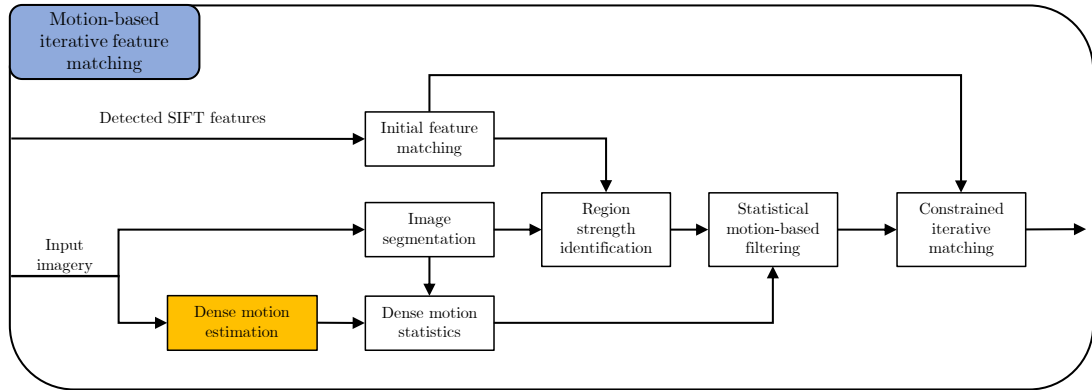 Motion-based
iterative feature
matching
Detected SIFT features
Initial feature
matching
Input
imagery
Image
segmentation
Region
strength
identification
Statistical
motion-based
filtering
Constrained
iterative
matching
Dense motion
estimation
Dense motion
statistics